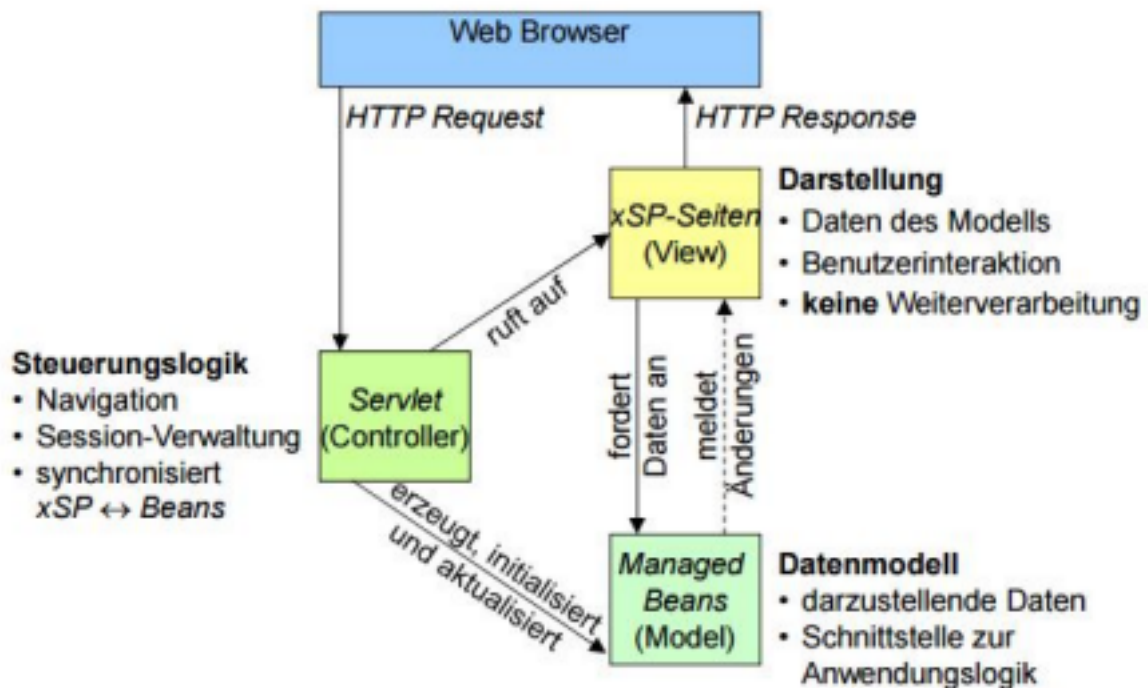 Web Browser
HTTP Request
HTTP Response
xSP-Seiten
(View)
Darstellung
• Daten des Modells
• Benutzerinteraktion
• keine Weiterverarbeitung
ruft auf
Steuerungslogik
• Navigation
• Session-Verwaltung
• synchronisiert
xSP ↔ Beans
Servlet
(Controller)
fordert
Daten an
meldet
Änderungen
erzeugt, initialisiert
und aktualisiert
Managed
Beans
(Model)
Datenmodell
• darzustellende Daten
• Schnittstelle zur
Anwendungslogik